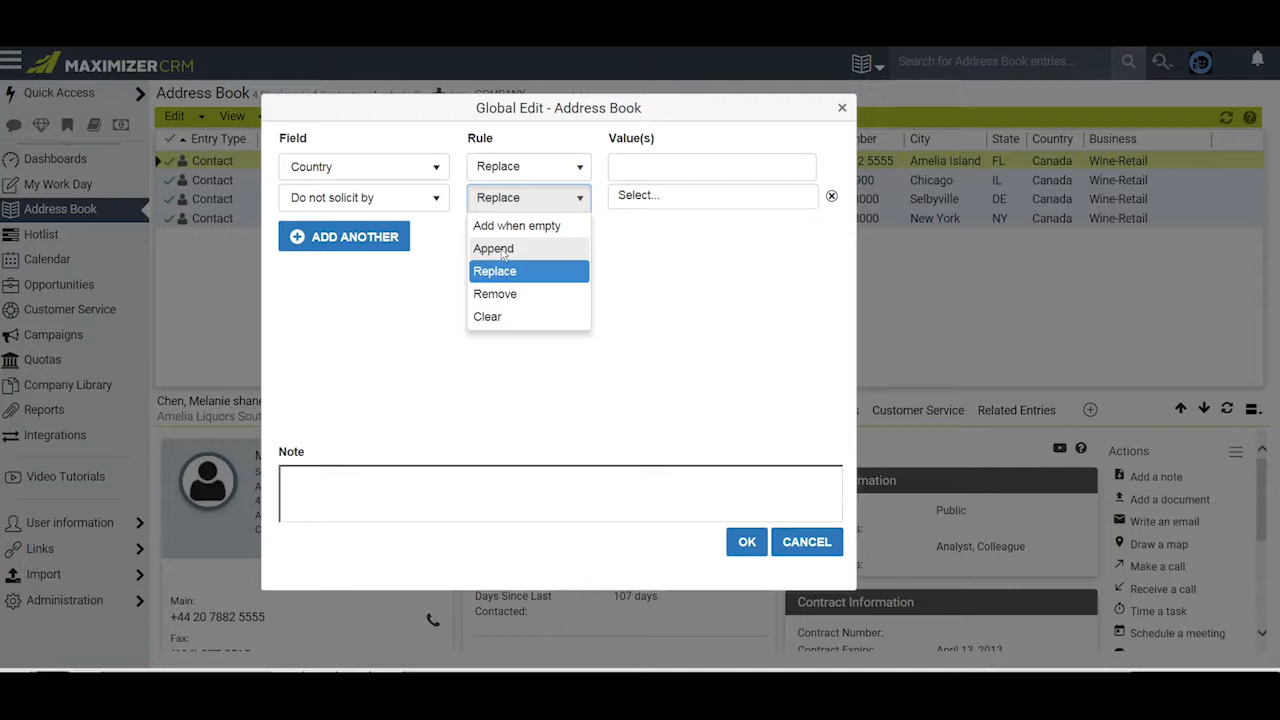 MAXIMIZER CRM
Search for Address Book entries...
Quick Access
Dashboards
My Work Day
Address Book
Hotlist
Calendar
Opportunities
Customer Service
Campaigns
Quotas
Company Library
Reports
Integrations
Video Tutorials
User information
Links
Import
Administration
Address Book
Edit
View
Entry Type
City
State
Country
Business
Contact
5555
Amelia Island
FL
Canada
Wine-Retail
Contact
Chicago
IL
Canada
Wine-Retail
Contact
Selbyville
DE
Canada
Wine-Retail
Contact
New York
NY
Canada
Wine-Retail
Global Edit - Address Book
Field
Rule
Value(s)
Country
Replace
Do not solicit by
Replace
Select...
Add when empty
Append
Replace
Remove
Clear
ADD ANOTHER
Note
OK
CANCEL
Chen, Melanie shane
Amelia Liquors Sout
Customer Service
Related Entries
Main:
+44 20 7882 5555
Fax:
Days Since Last
Contacted:
107 days
Public
Analyst, Colleague
Contract Information
Contract Number:
Contract Expiry:
April 13, 2013
Actions
Add a note
Add a document
Write an email
Draw a map
Make a call
Receive a call
Time a task
Schedule a meeting